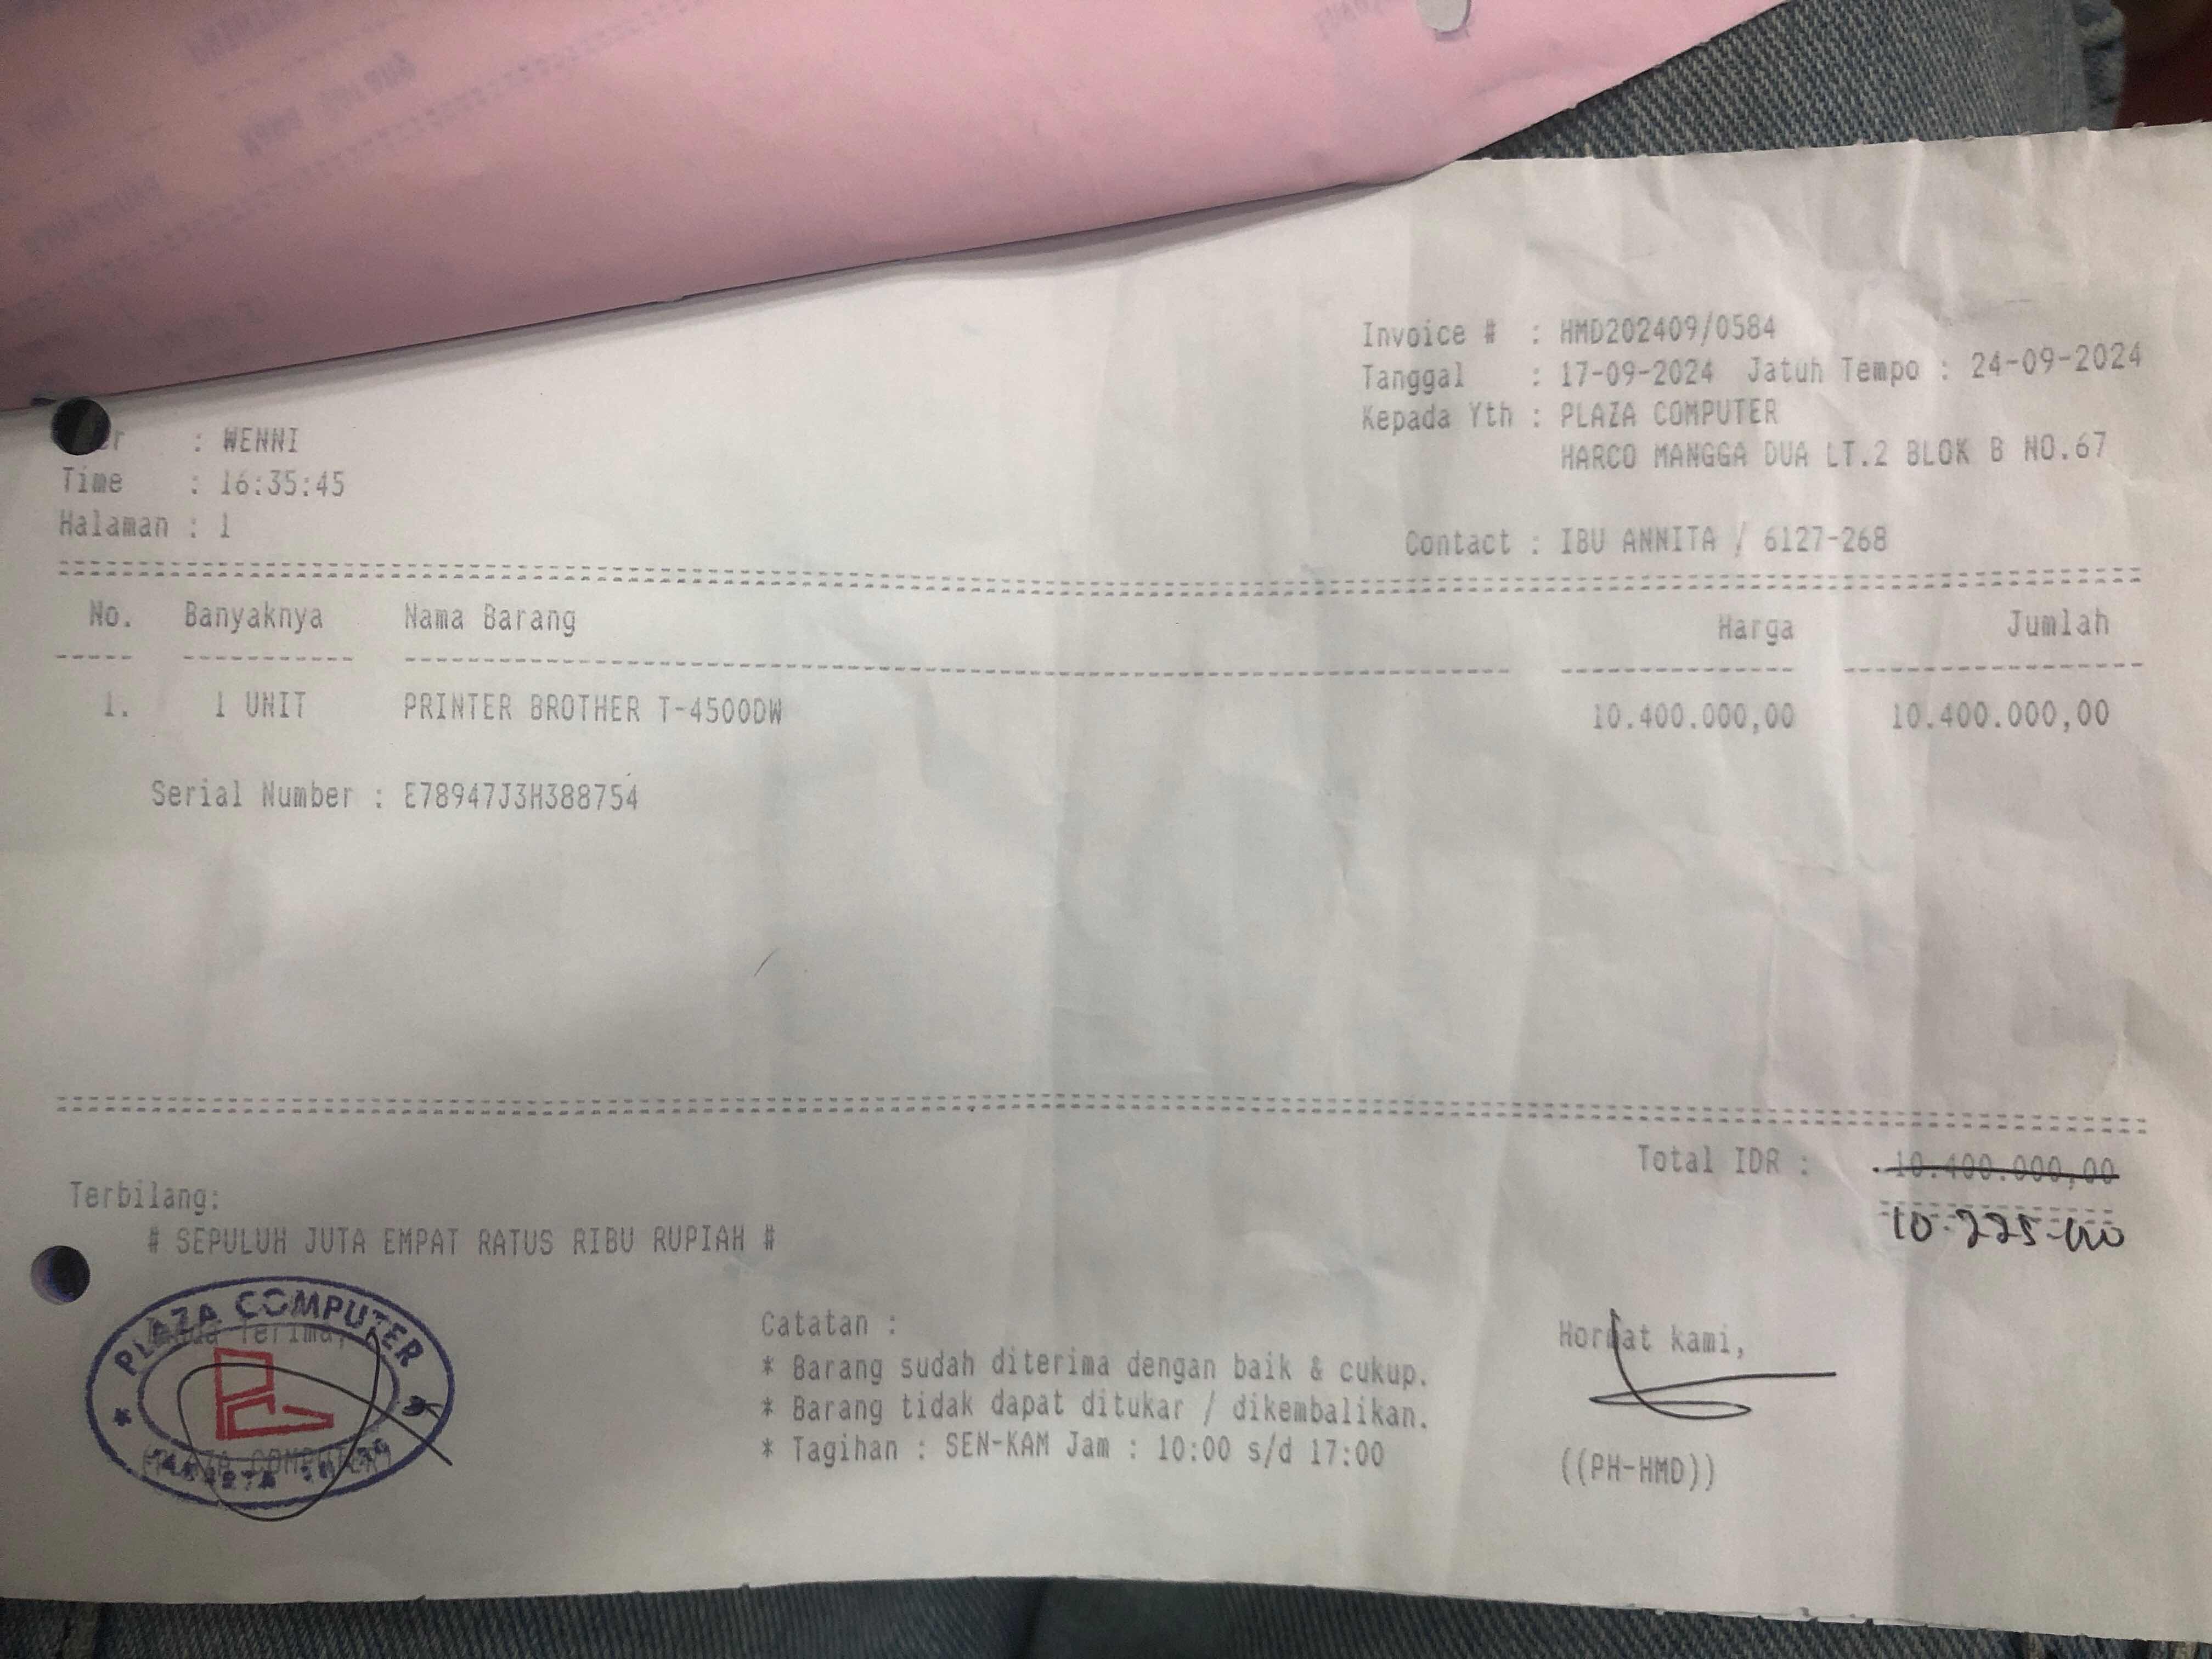 Invoice # : HMD202409/0584
Tanggal : 17-09-2024 Jatuh Tempo : 24-09-2024
Kepada Yth : PLAZA COMPUTER
HARCO MANGGA DUA LT.2 BLOK B NO.67
: WENNI
Time : 16:35:45
Halaman : 1
Contact : IBU ANNITA / 6127-268
No. Banyaknya Nama Barang Harga Jumlah
1. 1 UNIT PRINTER BROTHER T-4500DW 10.400.000,00 10.400.000,00
Serial Number : E78947J3H388754
Total IDR : 10.400.000,00
10.225.000
Terbilang:
# SEPULUH JUTA EMPAT RATUS RIBU RUPIAH #
PLAZA COMPUTER
Tanda Terima,
(PLAZA COMPUTER)
Catatan :
* Barang sudah diterima dengan baik & cukup.
* Barang tidak dapat ditukar / dikembalikan.
* Tagihan : SEN-KAM Jam : 10:00 s/d 17:00
Hormat kami,
((PH-HMD))